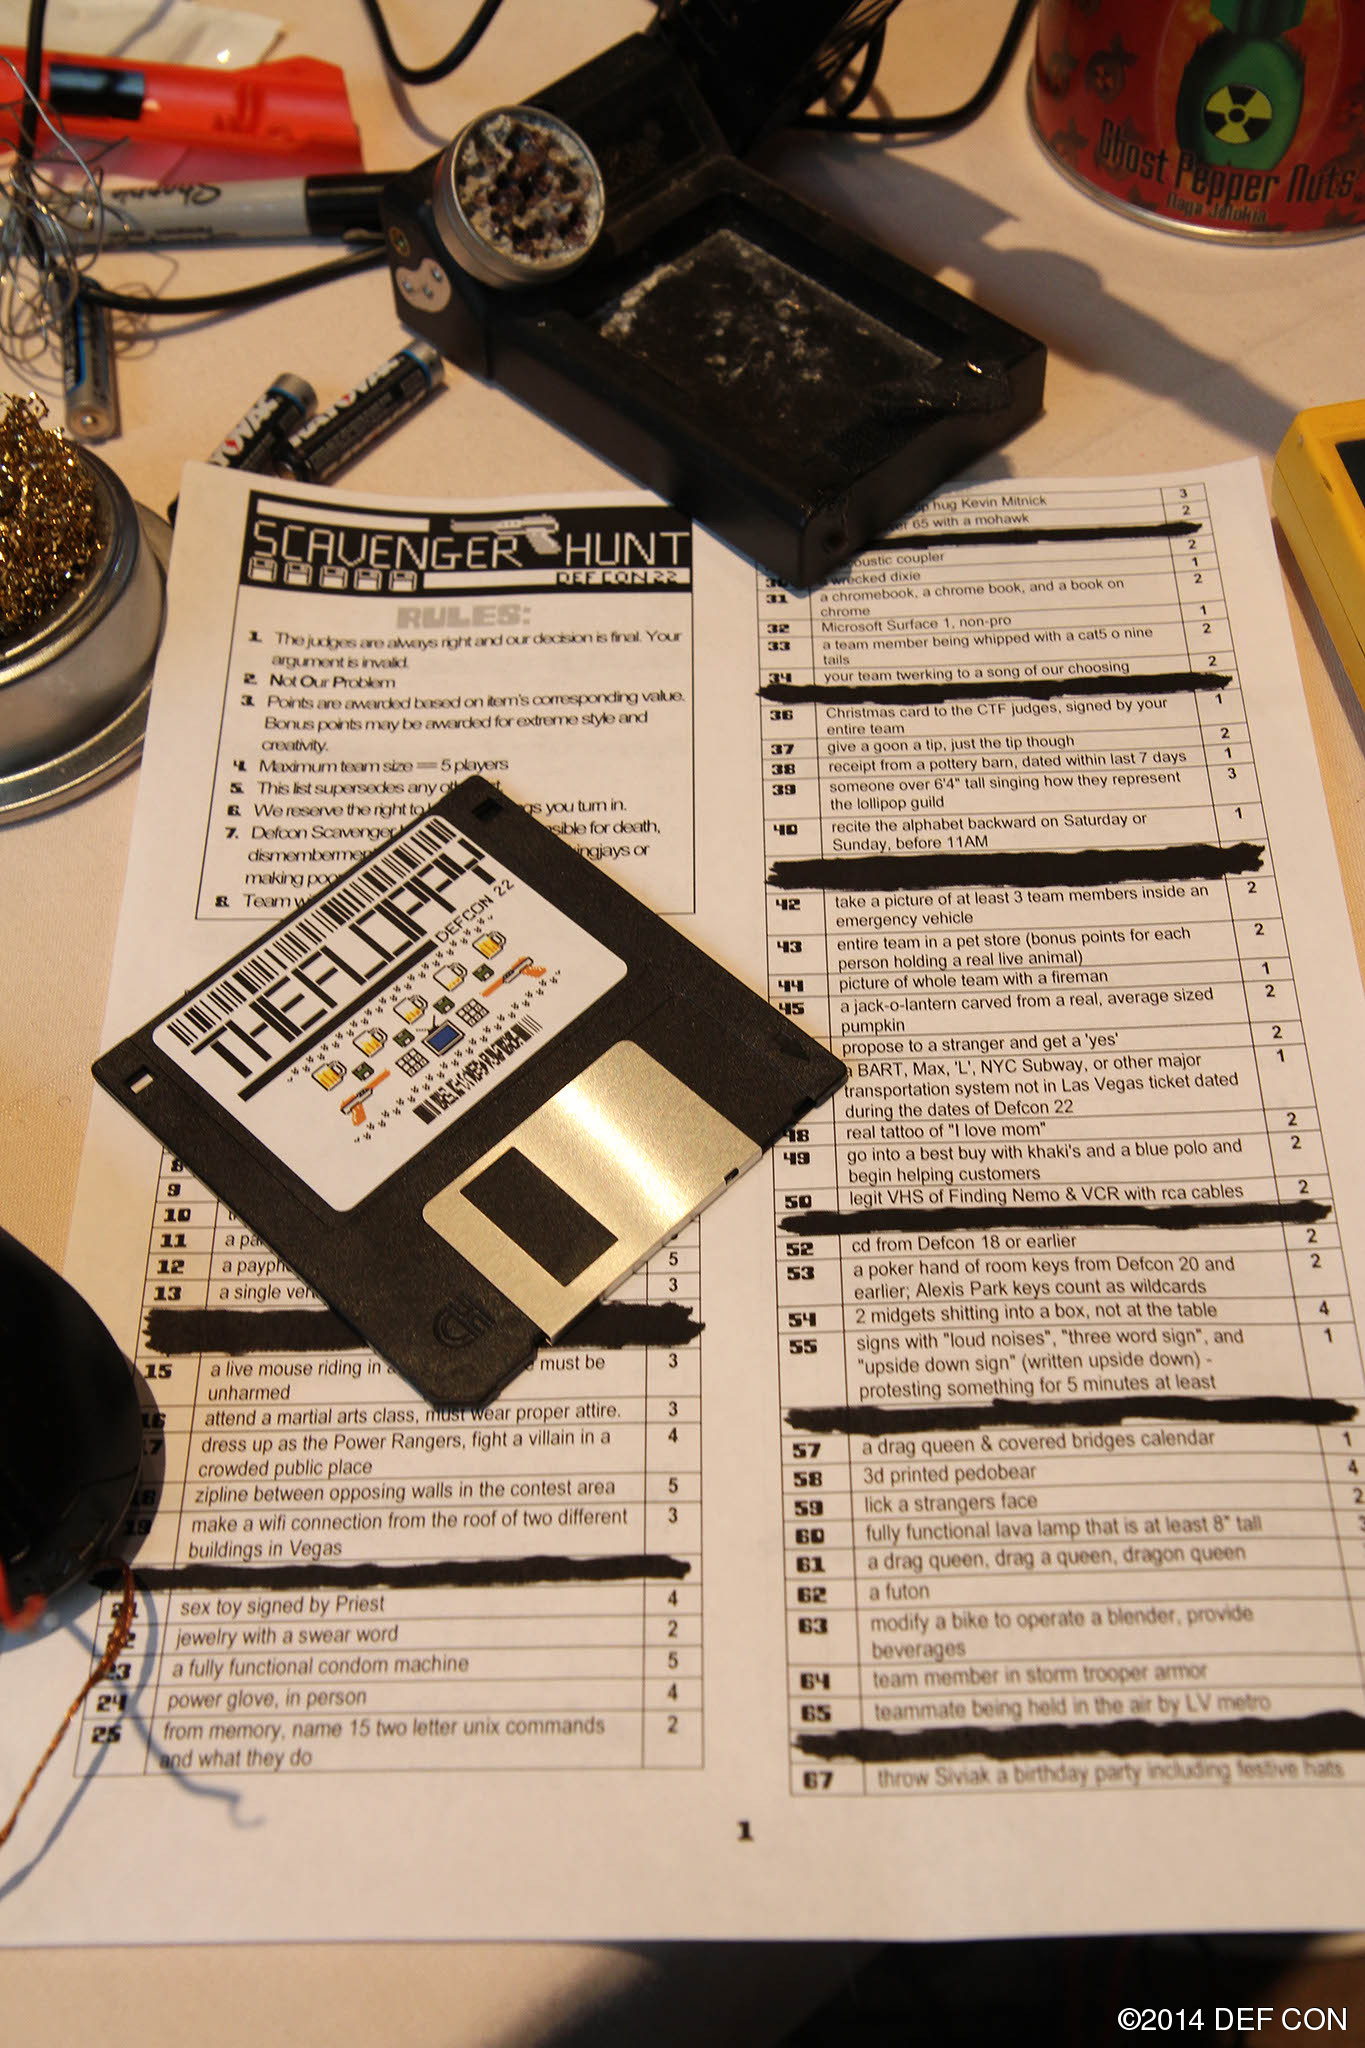 Sharpie
Ghost Pepper Nuts
Naga Jolokia
RAYOVAC
SCAVENGER HUNT
DEFCON 22
RULES:
1. The judges are always right and our decision is final. Your
argument is invalid.
2. Not Our Problem
3. Points are awarded based on item's corresponding value.
Bonus points may be awarded for extreme style and
creativity.
4. Maximum team size == 5 players
5. This list supersedes any
6. We reserve the right to you turn in.
7. Defcon Scavenger for death,
dismemberment or
making
8. Team
THE FLOPPY
DEFCON 22
CH
8
9
10
11 a
12 a 5
13 a single 3
15 a live mouse riding in must be 3
unharmed
16 attend a martial arts class, must wear proper attire. 3
17 dress up as the Power Rangers, fight a villain in a 4
crowded public place
18 zipline between opposing walls in the contest area 5
19 make a wifi connection from the roof of two different 3
buildings in Vegas
21 sex toy signed by Priest 4
22 jewelry with a swear word 2
23 a fully functional condom machine 5
24 power glove, in person 4
25 from memory, name 15 two letter unix commands 2
and what they do
hug Kevin Mitnick 3
65 with a mohawk 2
coupler 2
30 wrecked dixie 1
31 a chromebook, a chrome book, and a book on 2
chrome
32 Microsoft Surface 1, non-pro 1
33 a team member being whipped with a cat5 o nine 2
tails
34 your team twerking to a song of our choosing 2
36 Christmas card to the CTF judges, signed by your 1
entire team
37 give a goon a tip, just the tip though 2
38 receipt from a pottery barn, dated within last 7 days 1
39 someone over 6'4" tall singing how they represent 3
the lollipop guild
40 recite the alphabet backward on Saturday or 1
Sunday, before 11AM
42 take a picture of at least 3 team members inside an 2
emergency vehicle
43 entire team in a pet store (bonus points for each 2
person holding a real live animal)
44 picture of whole team with a fireman 1
45 a jack-o-lantern carved from a real, average sized 2
pumpkin
propose to a stranger and get a 'yes' 2
a BART, Max, 'L', NYC Subway, or other major 1
transportation system not in Las Vegas ticket dated
during the dates of Defcon 22
48 real tattoo of "I love mom" 2
49 go into a best buy with khaki's and a blue polo and 2
begin helping customers
50 legit VHS of Finding Nemo & VCR with rca cables 2
52 cd from Defcon 18 or earlier 2
53 a poker hand of room keys from Defcon 20 and 2
earlier; Alexis Park keys count as wildcards
54 2 midgets shitting into a box, not at the table 4
55 signs with "loud noises", "three word sign", and 1
"upside down sign" (written upside down) -
protesting something for 5 minutes at least
57 a drag queen & covered bridges calendar 1
58 3d printed pedobear 4
59 lick a strangers face 2
60 fully functional lava lamp that is at least 8" tall
61 a drag queen, drag a queen, dragon queen
62 a futon
63 modify a bike to operate a blender, provide
beverages
64 team member in storm trooper armor
65 teammate being held in the air by LV metro
67 throw Siviak a birthday party including festive hats
1
©2014 DEF CON